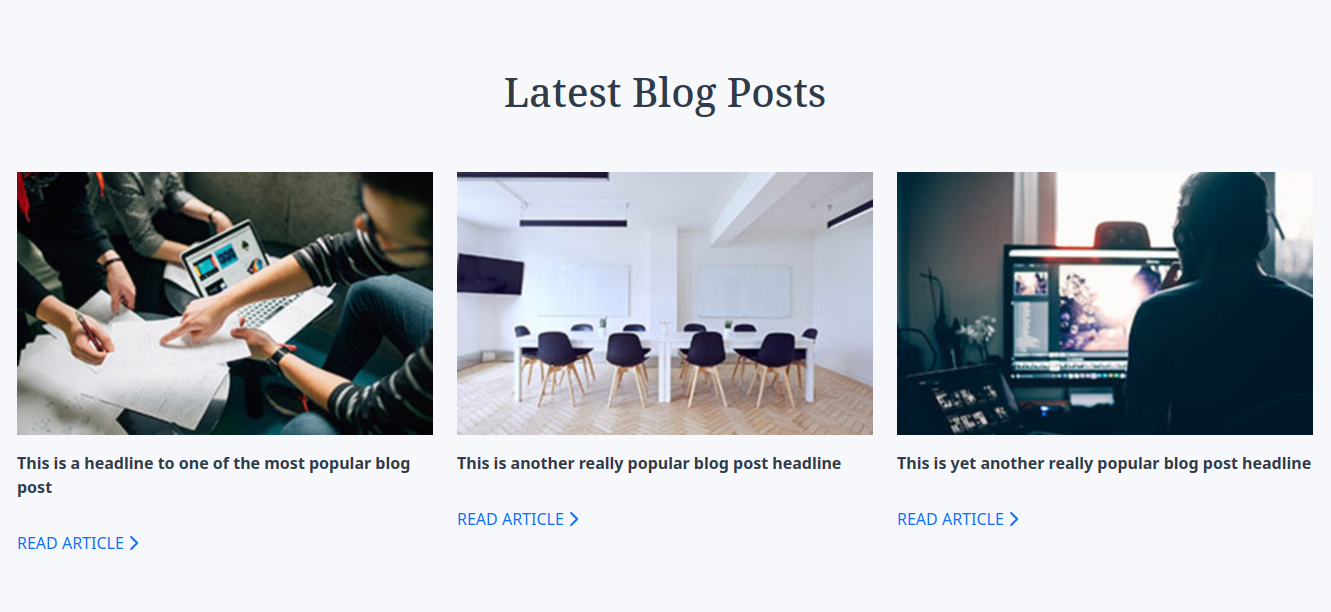 Latest Blog Posts
This is a headline to one of the most popular blog
post
READ ARTICLE
This is another really popular blog post headline
READ ARTICLE
This is yet another really popular blog post headline
READ ARTICLE